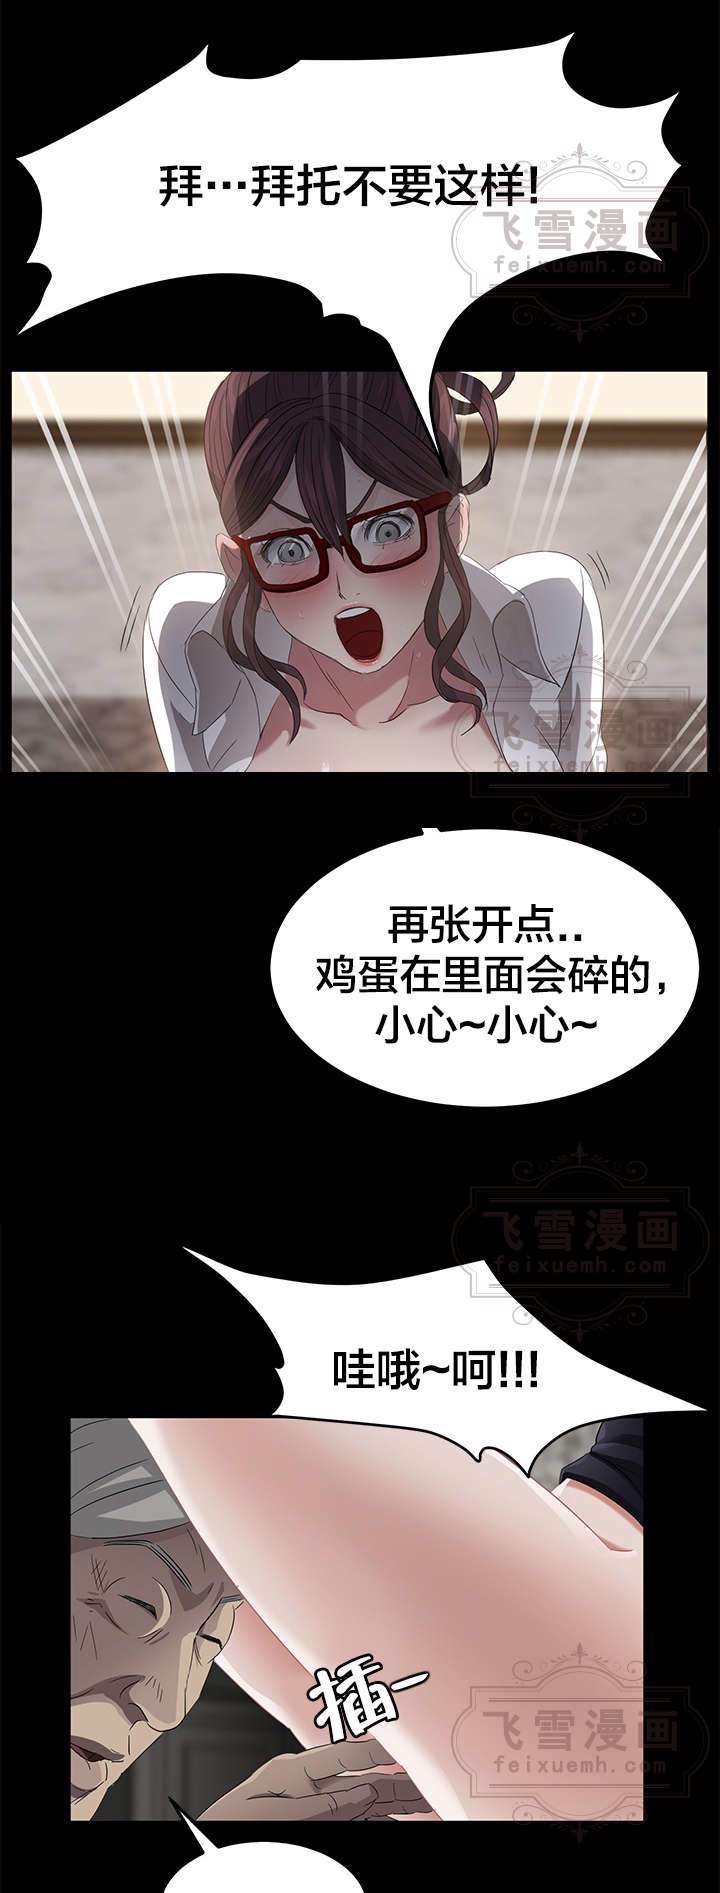 拜…拜托不要这样!
飞雪漫画
feixuemh.com
飞雪漫画
feixuemh.com
再张开点..
鸡蛋在里面会碎的,
小心~小心~
飞雪漫画
feixuemh.com
哇哦~呵!!!
插-
飞雪漫画
feixuemh.com